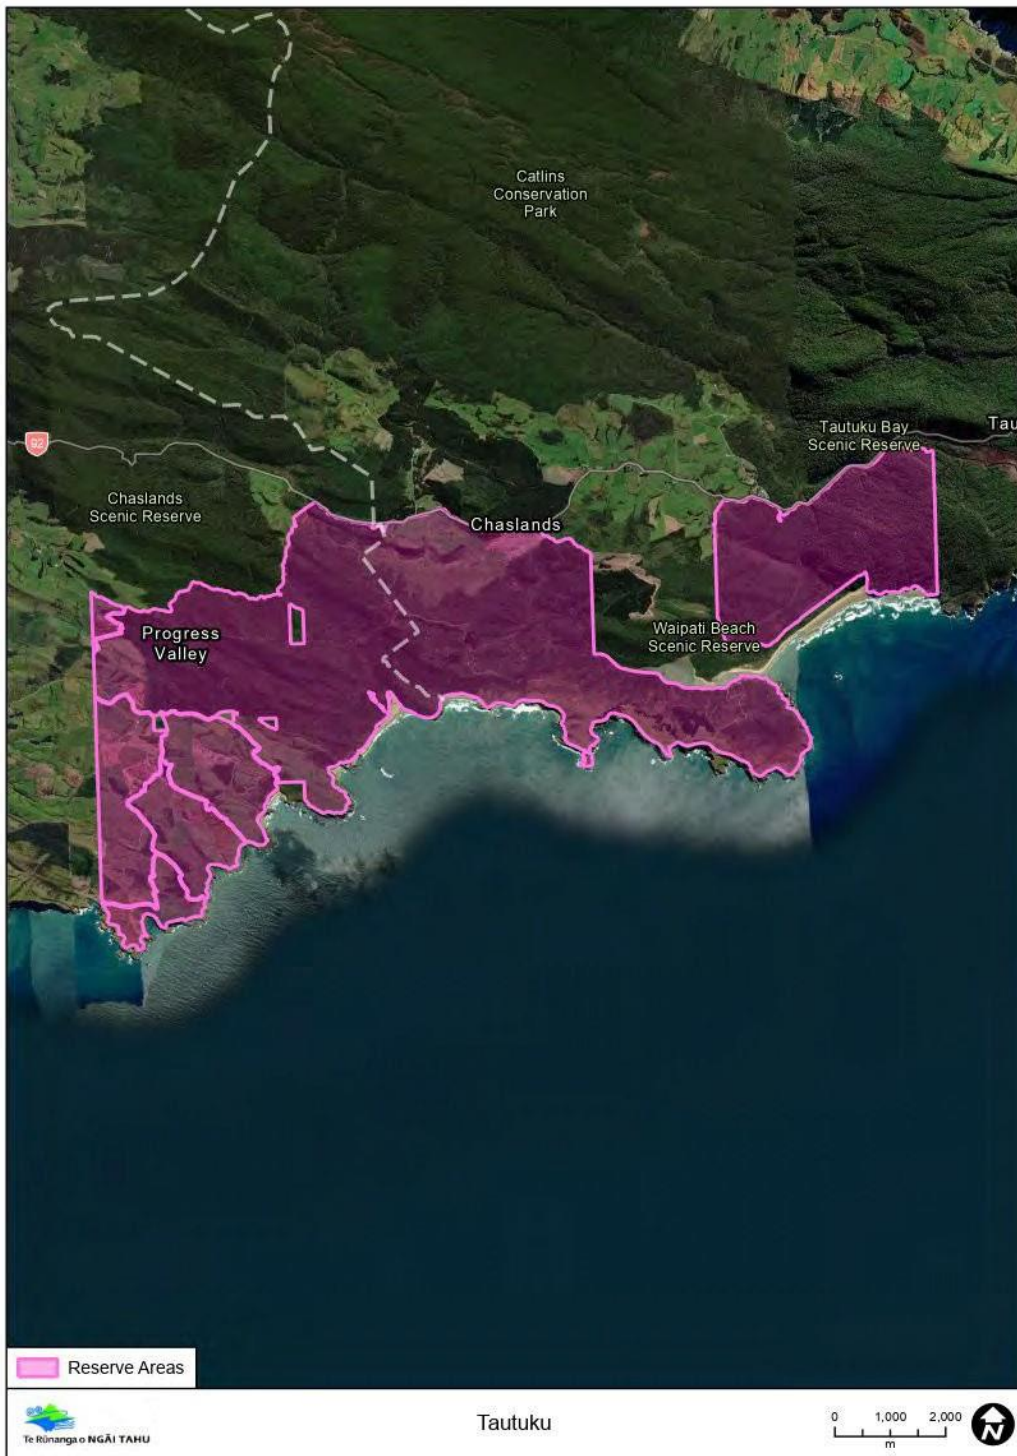 Catlins
Conservation
Park
Tautuku Bay
Scenic Reserve
Tau
92
Chaslands
Scenic Reserve
Chaslands
Progress
Valley
Waipati Beach
Scenic Reserve
Reserve Areas
Te Rūnanga o NGĀI TAHU
Tautuku
0 1,000 2,000
m
N